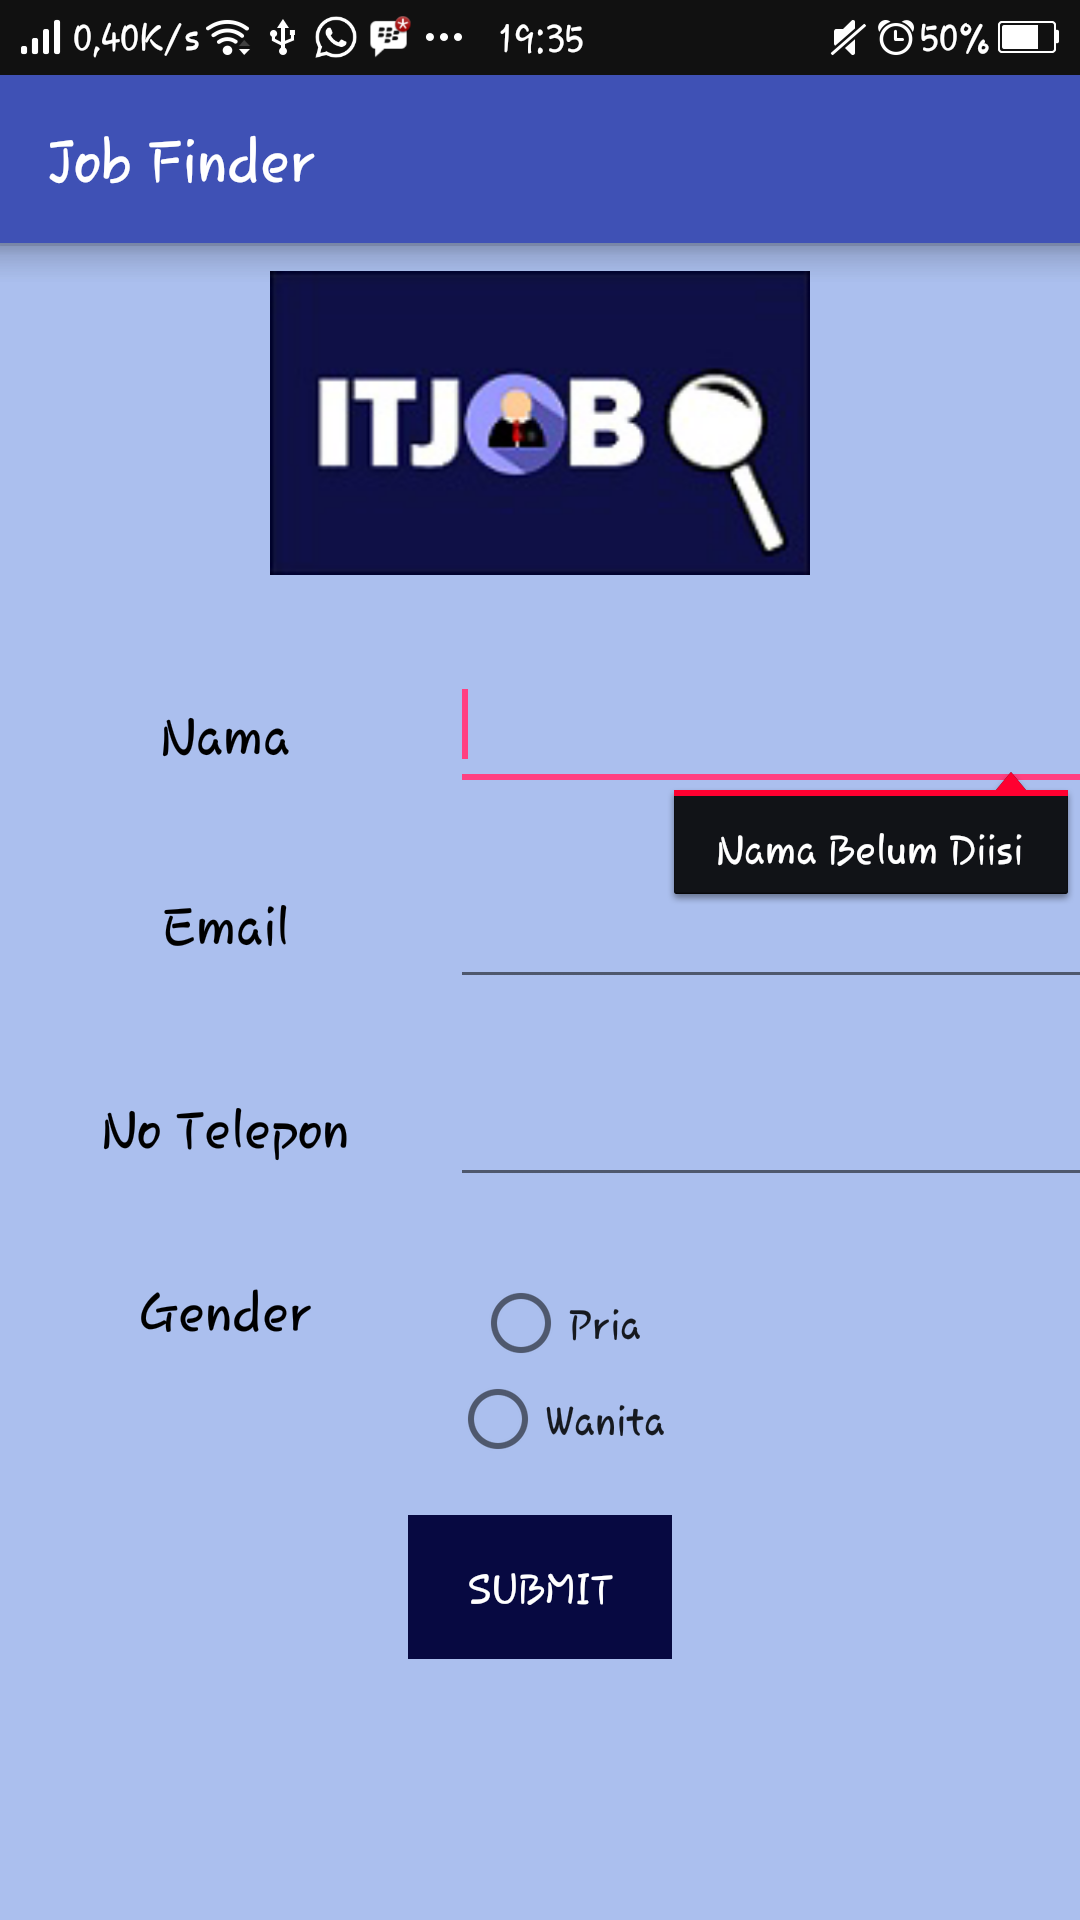 0,40K/s 19:35 50%
Job Finder
ITJOB
Nama
Nama Belum Diisi
Email
No Telepon
Gender
Pria
Wanita
SUBMIT